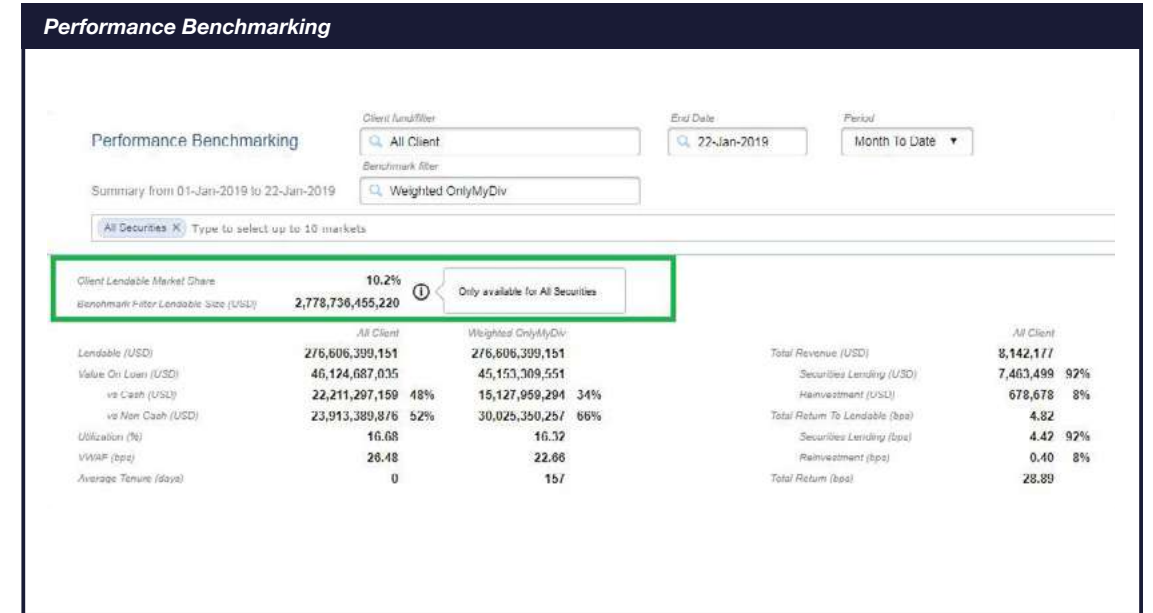 Performance Benchmarking
Client fund/filter End Date Period
Performance Benchmarking All Client 22-Jan-2019 Month To Date
Benchmark filter
Summary from 01-Jan-2019 to 22-Jan-2019 Weighted OnlyMyDiv
All Securities X Type to select up to 10 markets
Client Lendable Market Share 10.2%
Only available for All Securities
Benchmark Filter Lendable Size (USD) 2,778,736,455,220
All Client Weighted OnlyMyDiv All Client
Lendable (USD) 276,606,399,151 276,606,399,151 Total Revenue (USD) 8,142,177
Value On Loan (USD) 46,124,687,035 45,153,309,551 Securities Lending (USD) 7,463,499 92%
vs Cash (USD) 22,211,297,159 48% 15,127,959,294 34% Reinvestment (USD) 678,678 8%
vs Non Cash (USD) 23,913,389,876 52% 30,025,350,257 66% Total Return To Lendable (bps) 4.82
Utilization (%) 16.68 16.32 Securities Lending (bps) 4.42 92%
VWAF (bps) 26.48 22.66 Reinvestment (bps) 0.40 8%
Average Tenure (days) 0 157 Total Return (bps) 28.89